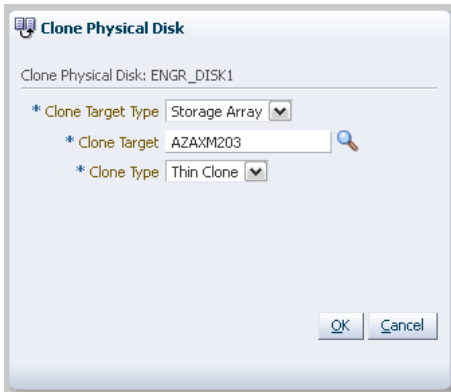 Clone Physical Disk
Clone Physical Disk: ENGR_DISK1
* Clone Target Type Storage Array
* Clone Target AZAXM203
* Clone Type Thin Clone
OK Cancel